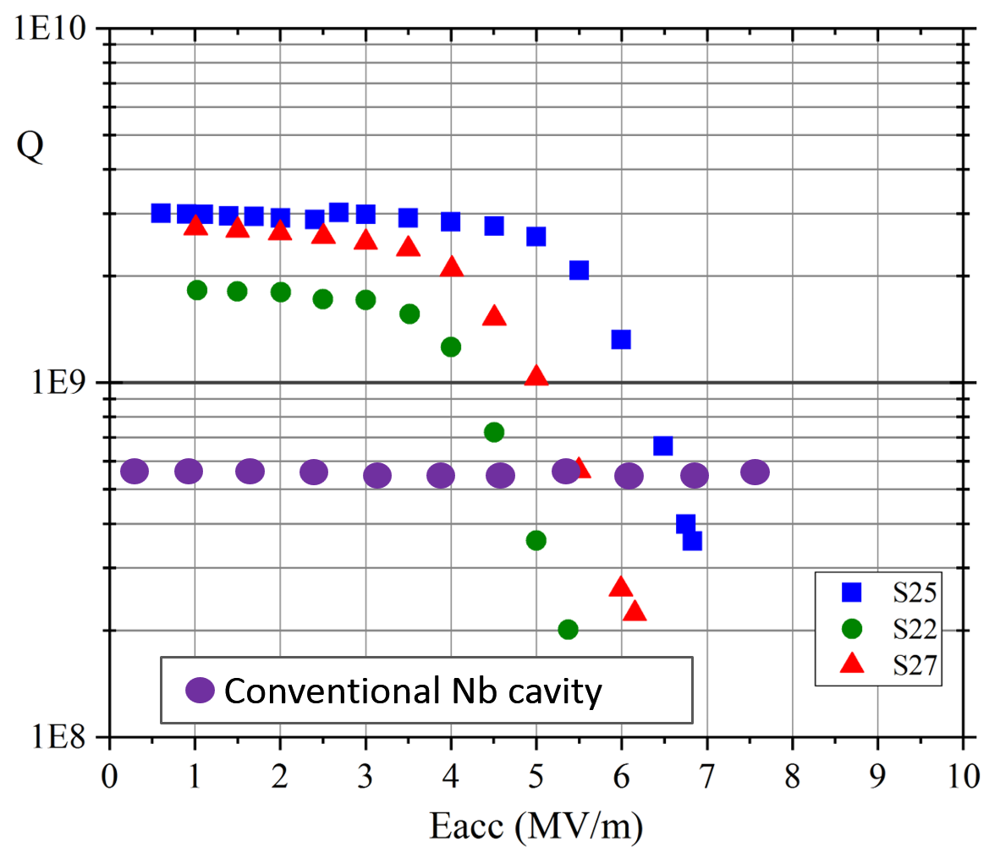 1E10
Q
1E9
1E8
S25
S22
S27
Conventional Nb cavity
0 1 2 3 4 5 6 7 8 9 10
Eacc (MV/m)